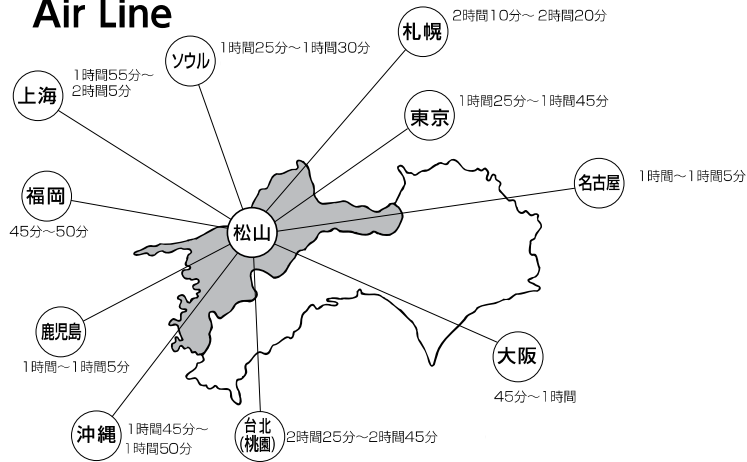 Air Line
札幌
2時間10分～2時間20分
ソウル
1時間25分～1時間30分
上海
1時間55分～
2時間5分
東京
1時間25分～1時間45分
名古屋
1時間～1時間5分
福岡
45分～50分
松山
鹿児島
1時間～1時間5分
大阪
45分～1時間
沖縄
1時間45分～
1時間50分
台北
(桃園)
2時間25分～2時間45分